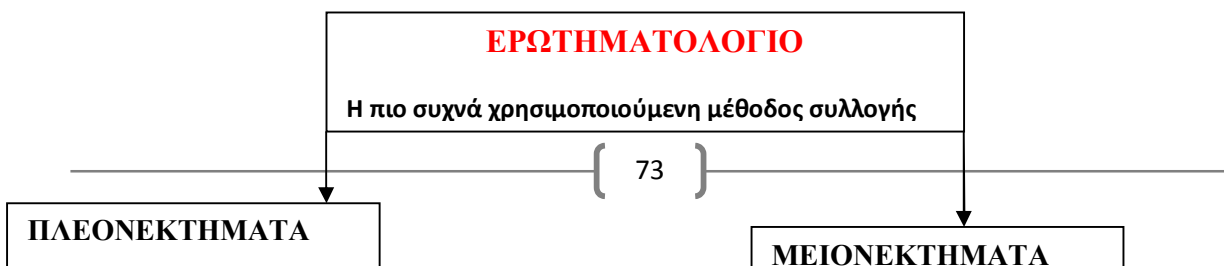 ΕΡΩΤΗΜΑΤΟΛΟΓΙΟ
Η πιο συχνά χρησιμοποιούμενη μέθοδος συλλογής
73
ΠΛΕΟΝΕΚΤΗΜΑΤΑ
ΜΕΙΟΝΕΚΤΗΜΑΤΑ